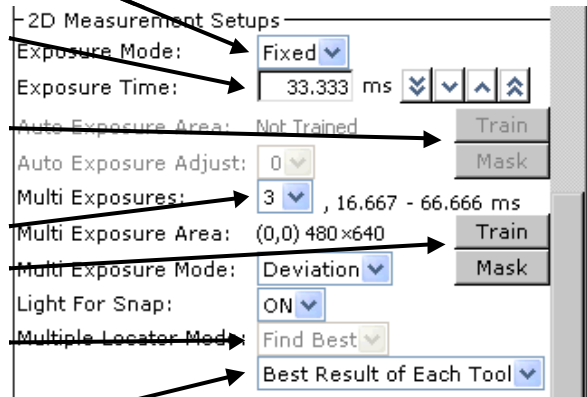 2D Measurement Setups
Exposure Mode: Fixed
Exposure Time: 33.333 ms
Auto Exposure Area: Not Trained Train
Auto Exposure Adjust: 0 Mask
Multi Exposures: 3 , 16.667 - 66.666 ms
Multi Exposure Area: (0,0) 480×640 Train
Multi Exposure Mode: Deviation Mask
Light For Snap: ON
Multiple Locator Mode: Find Best
Best Result of Each Tool